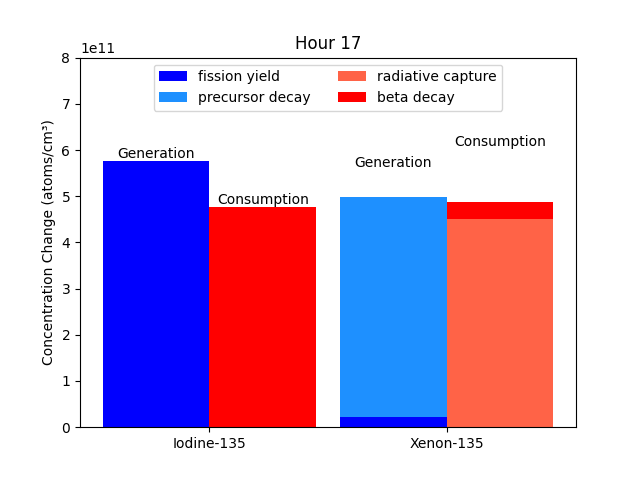 Hour 17
1e11
fission yield
precursor decay
radiative capture
beta decay
Generation
Consumption
Generation
Consumption
Concentration Change (atoms/cm³)
8
7
6
5
4
3
2
1
0
Iodine-135
Xenon-135